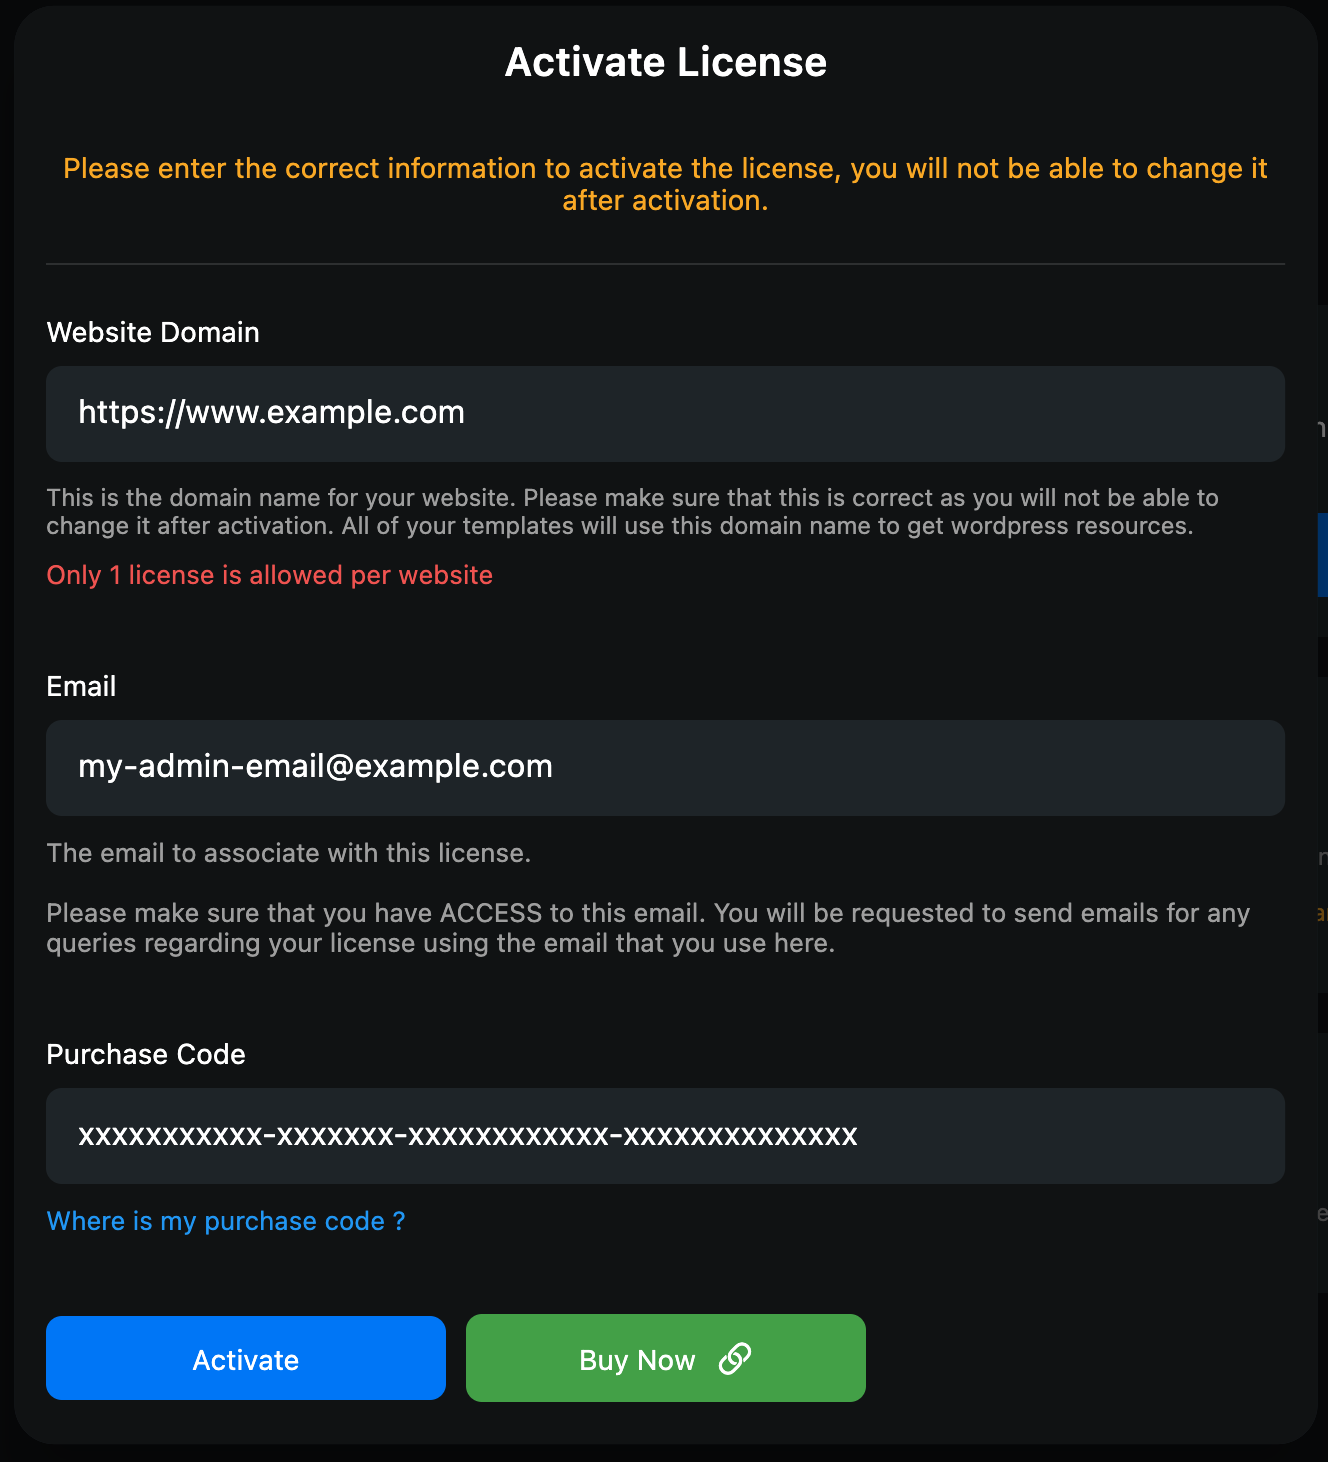 Activate License
Please enter the correct information to activate the license, you will not be able to change it
after activation.
Website Domain
https://www.example.com
This is the domain name for your website. Please make sure that this is correct as you will not be able to
change it after activation. All of your templates will use this domain name to get wordpress resources.
Only 1 license is allowed per website
Email
my-admin-email@example.com
The email to associate with this license.
Please make sure that you have ACCESS to this email. You will be requested to send emails for any
queries regarding your license using the email that you use here.
Purchase Code
xxxxxxxxxxx-xxxxxxx-xxxxxxxxxxxx-xxxxxxxxxxxxxx
Where is my purchase code ?
Activate
Buy Now